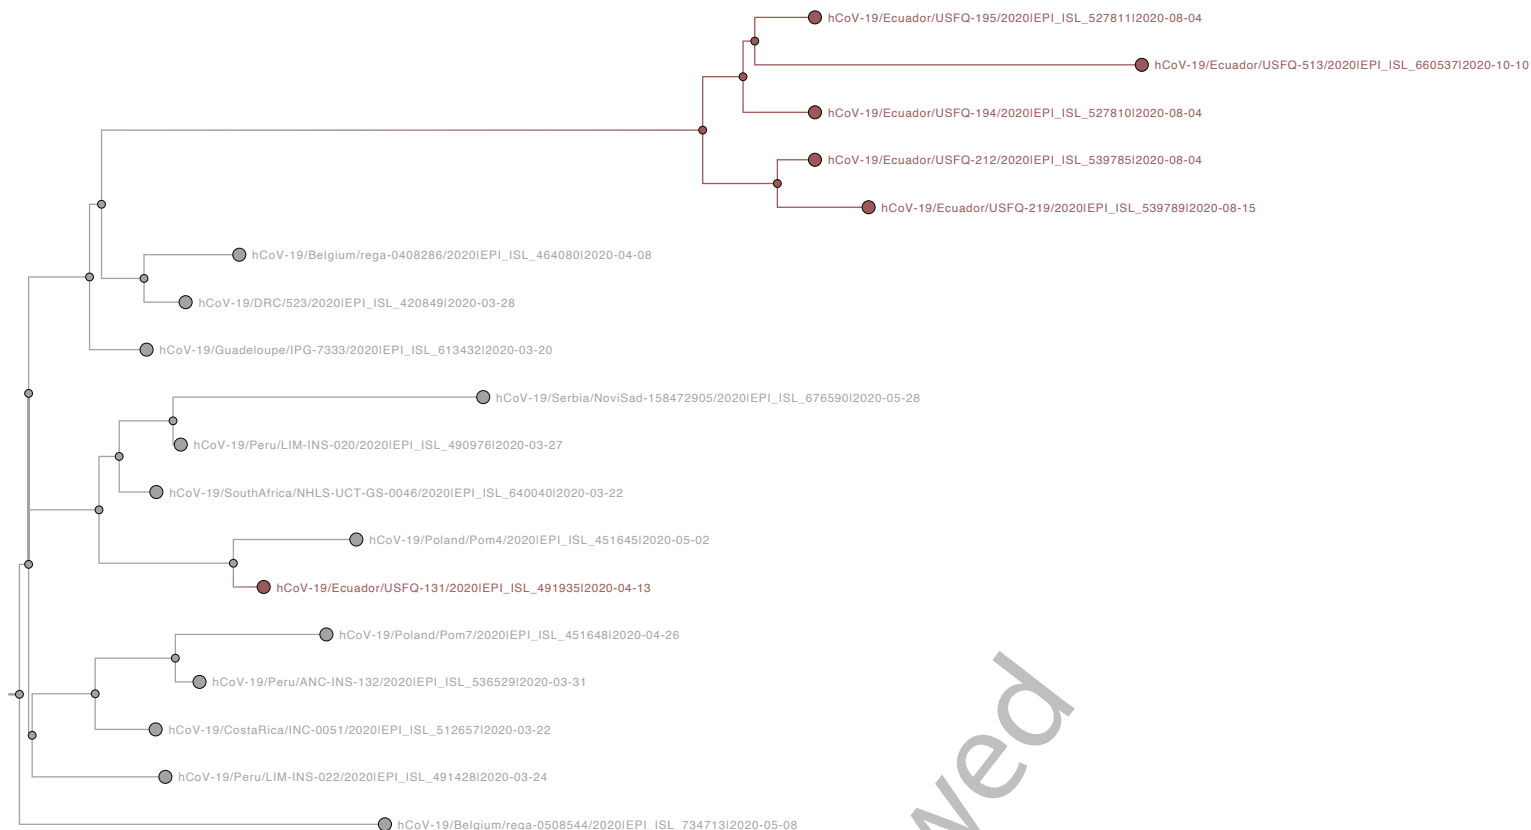 hCoV-19/Ecuador/USFQ-195/2020|EPI_ISL_527811|2020-08-04
hCoV-19/Ecuador/USFQ-513/2020|EPI_ISL_660537|2020-10-10
hCoV-19/Ecuador/USFQ-194/2020|EPI_ISL_527810|2020-08-04
hCoV-19/Ecuador/USFQ-212/2020|EPI_ISL_539785|2020-08-04
hCoV-19/Ecuador/USFQ-219/2020|EPI_ISL_539789|2020-08-15
hCoV-19/Belgium/rega-0408286/2020|EPI_ISL_464080|2020-04-08
hCoV-19/DRC/523/2020|EPI_ISL_420849|2020-03-28
hCoV-19/Guadeloupe/IPG-7333/2020|EPI_ISL_613432|2020-03-20
hCoV-19/Serbia/NoviSad-158472905/2020|EPI_ISL_676590|2020-05-28
hCoV-19/Peru/LIM-INS-020/2020|EPI_ISL_490976|2020-03-27
hCoV-19/SouthAfrica/NHLS-UCT-GS-0046/2020|EPI_ISL_640040|2020-03-22
hCoV-19/Poland/Pom4/2020|EPI_ISL_451645|2020-05-02
hCoV-19/Ecuador/USFQ-131/2020|EPI_ISL_491935|2020-04-13
hCoV-19/Poland/Pom7/2020|EPI_ISL_451648|2020-04-26
hCoV-19/Peru/ANC-INS-132/2020|EPI_ISL_536529|2020-03-31
hCoV-19/CostaRica/INC-0051/2020|EPI_ISL_512657|2020-03-22
hCoV-19/Peru/LIM-INS-022/2020|EPI_ISL_491428|2020-03-24
hCoV-19/Belgium/rega-0508544/2020|EPI_ISL_734713|2020-05-08
wed